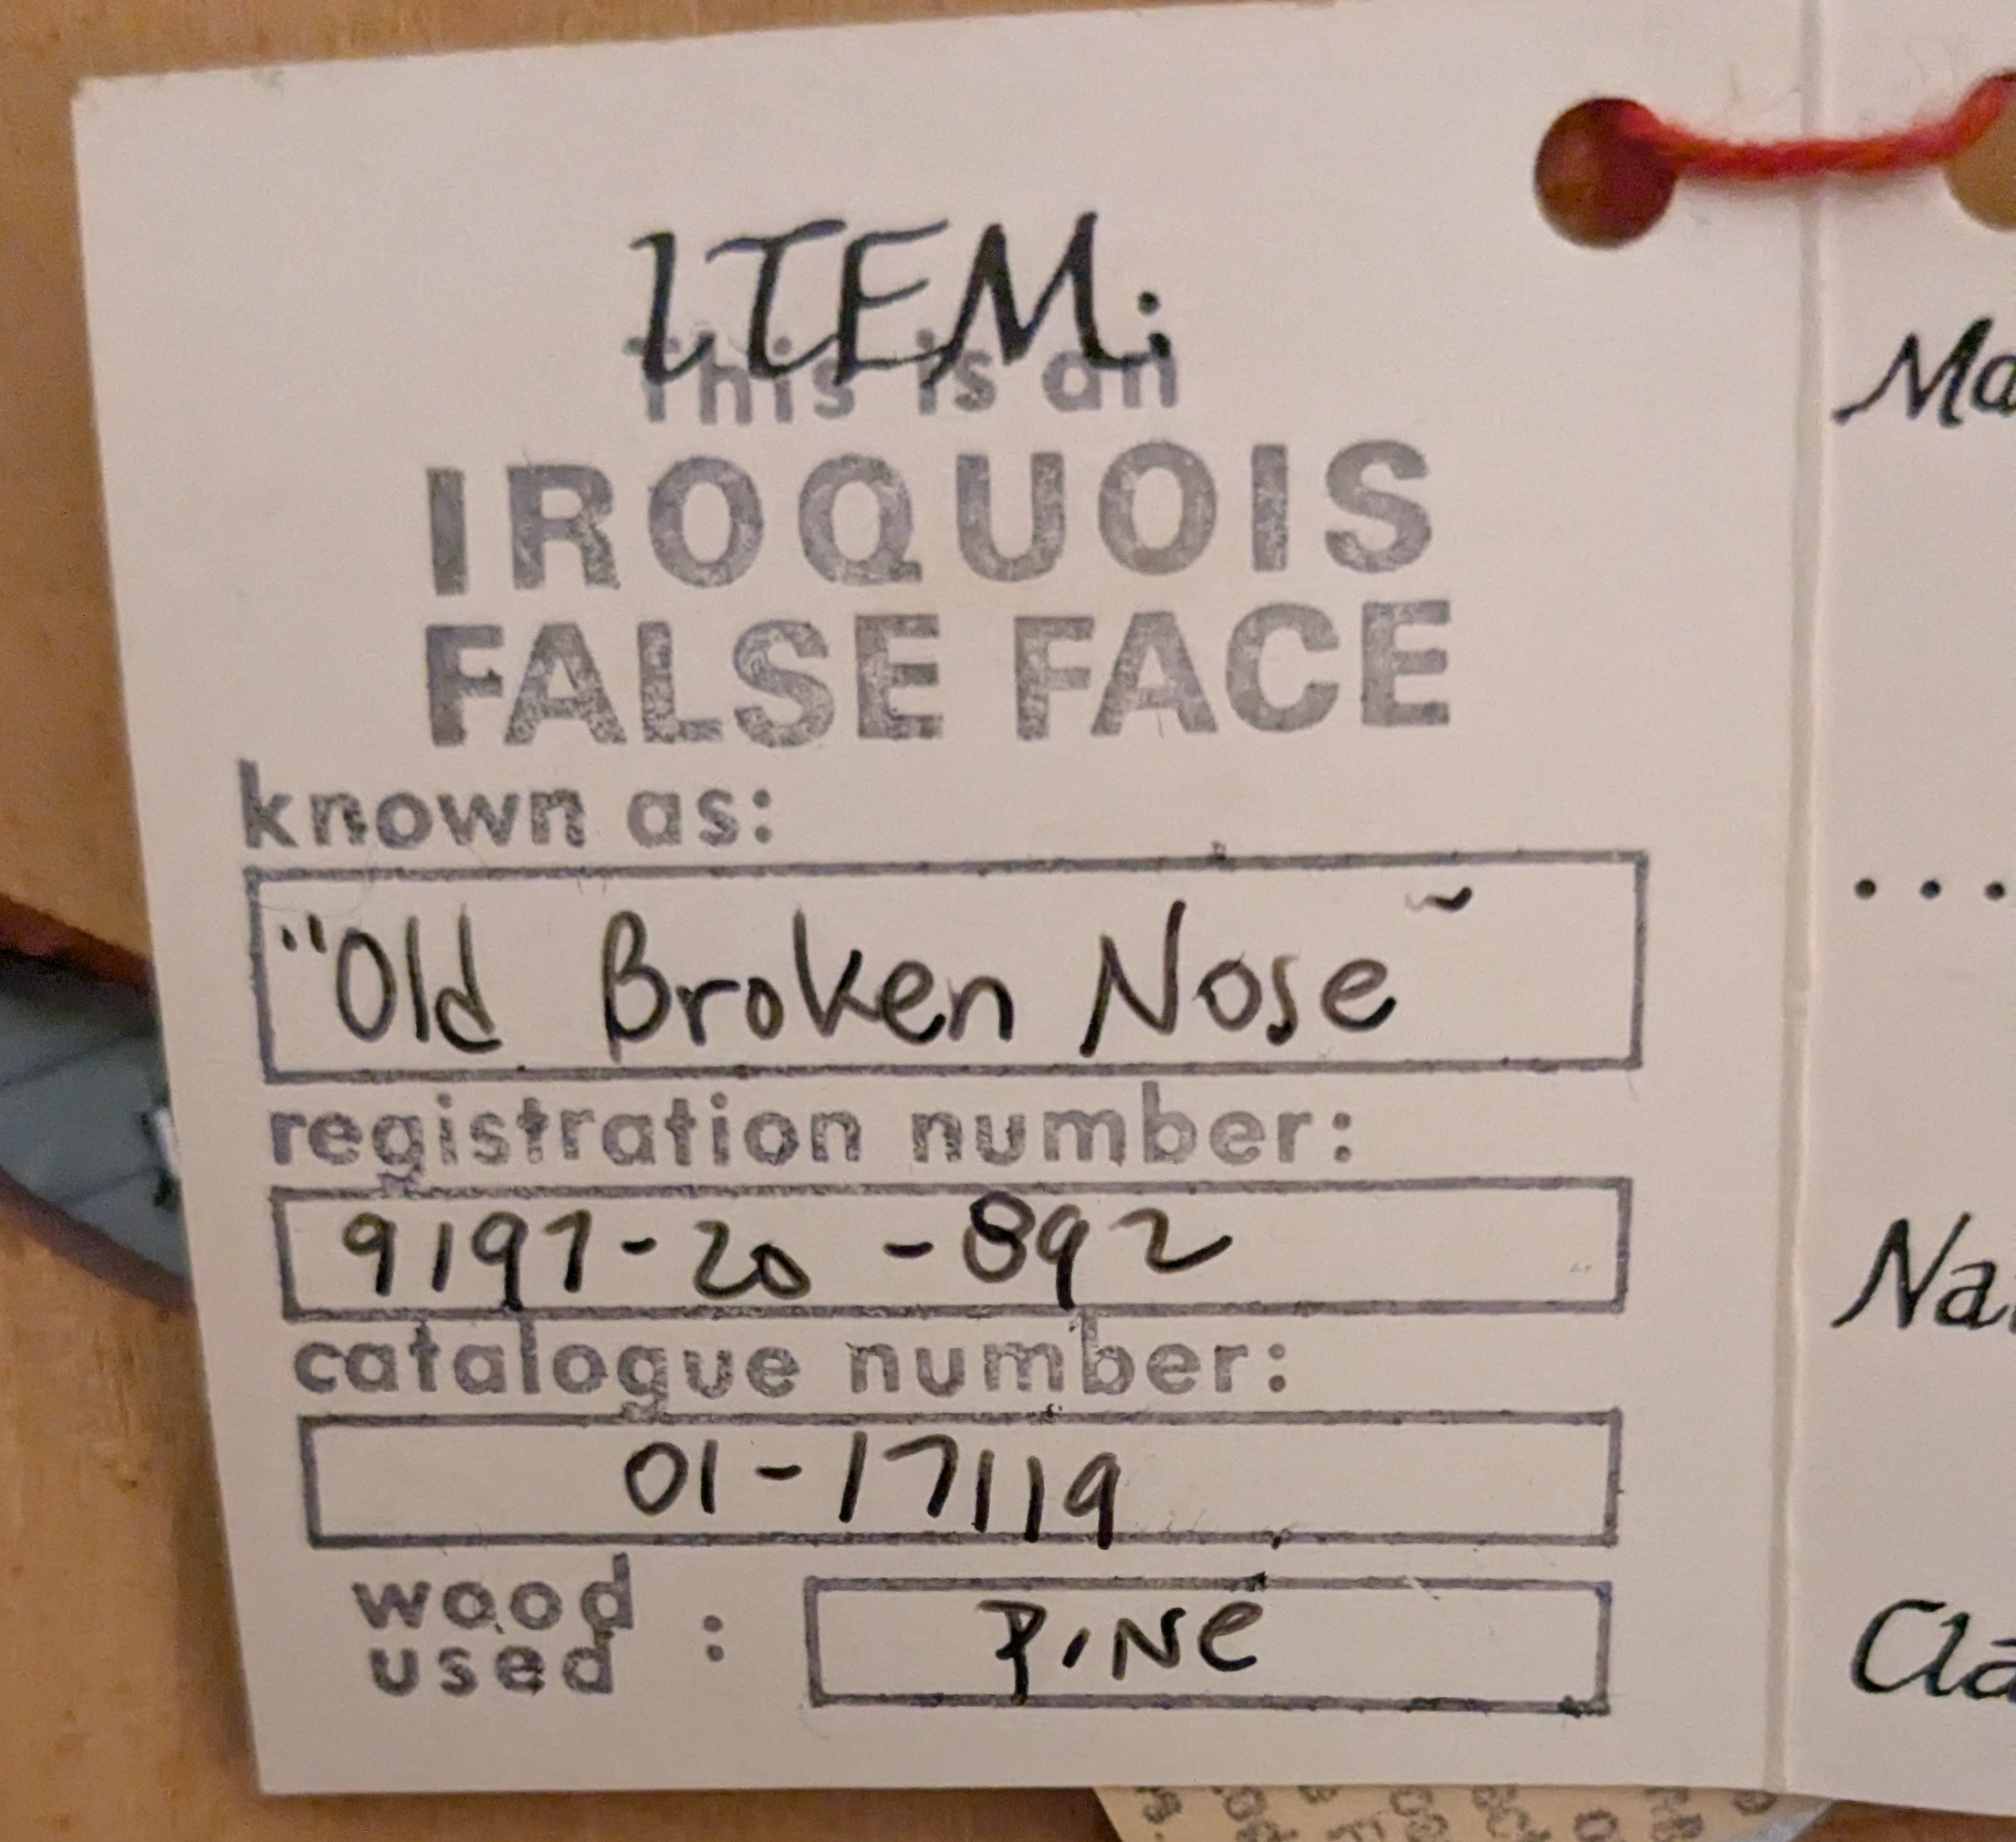 ITEM:
This is an
IROQUOIS
FALSE FACE
known as:
"Old Broken Nose"
registration number:
9197-20-892
catalogue number:
01-17119
wood
used : PINE
Ma
....
Na
Cla